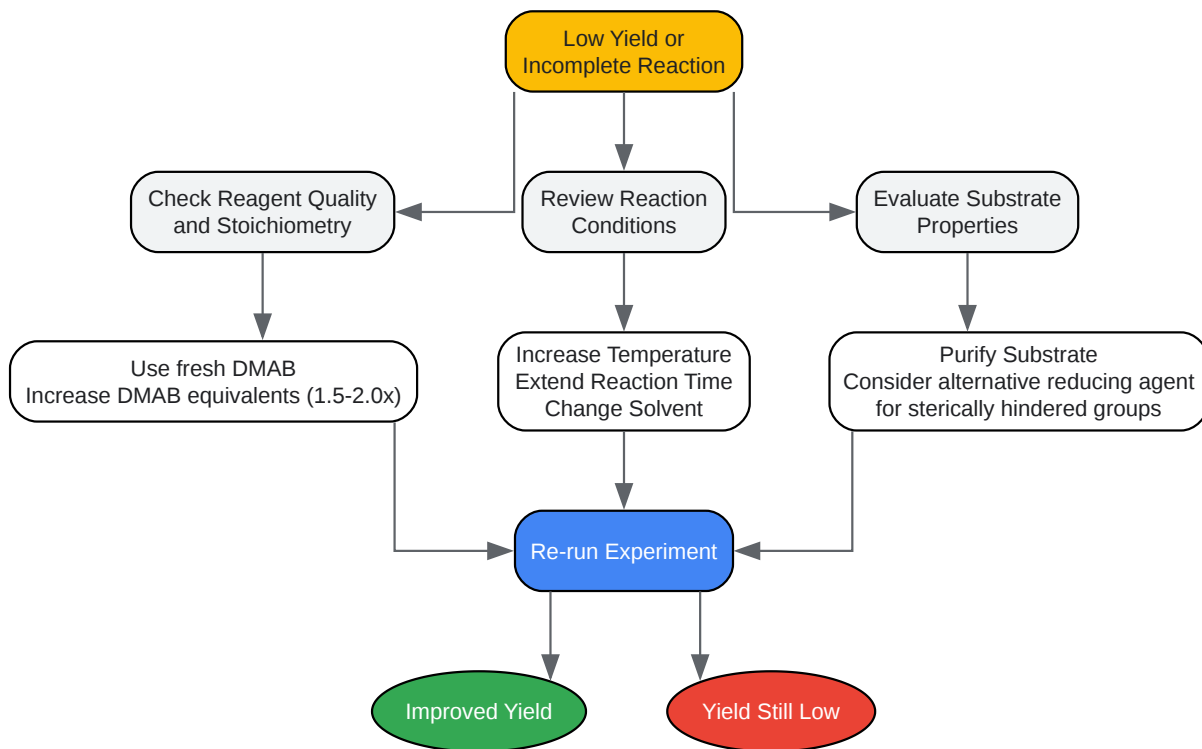 Low Yield or
Incomplete Reaction
Check Reagent Quality
and Stoichiometry
Review Reaction
Conditions
Evaluate Substrate
Properties
Use fresh DMAB
Increase DMAB equivalents (1.5-2.0x)
Increase Temperature
Extend Reaction Time
Change Solvent
Purify Substrate
Consider alternative reducing agent
for sterically hindered groups
Re-run Experiment
Improved Yield
Yield Still Low